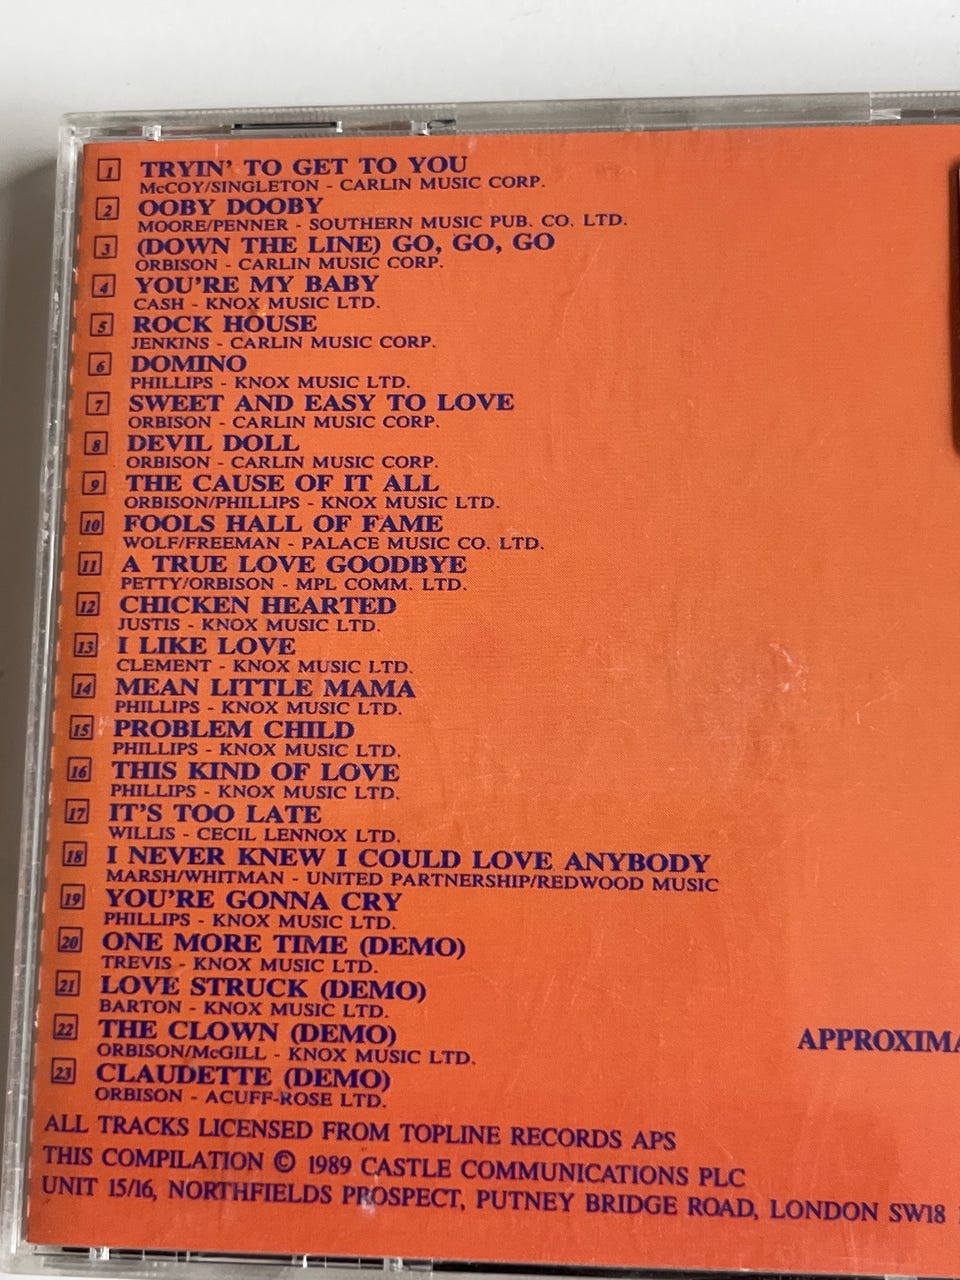 1 TRYIN' TO GET TO YOU
McCOY/SINGLETON - CARLIN MUSIC CORP.
2 OOBY DOOBY
MOORE/PENNER - SOUTHERN MUSIC PUB. CO. LTD.
3 (DOWN THE LINE) GO, GO, GO
ORBISON - CARLIN MUSIC CORP.
4 YOU'RE MY BABY
CASH - KNOX MUSIC LTD.
5 ROCK HOUSE
JENKINS - CARLIN MUSIC CORP.
6 DOMINO
PHILLIPS - KNOX MUSIC LTD.
7 SWEET AND EASY TO LOVE
ORBISON - CARLIN MUSIC CORP.
8 DEVIL DOLL
ORBISON - CARLIN MUSIC CORP.
9 THE CAUSE OF IT ALL
ORBISON/PHILLIPS - KNOX MUSIC LTD.
10 FOOLS HALL OF FAME
WOLF/FREEMAN - PALACE MUSIC CO. LTD.
11 A TRUE LOVE GOODBYE
PETTY/ORBISON - MPL COMM. LTD.
12 CHICKEN HEARTED
JUSTIS - KNOX MUSIC LTD.
13 I LIKE LOVE
CLEMENT - KNOX MUSIC LTD.
14 MEAN LITTLE MAMA
PHILLIPS - KNOX MUSIC LTD.
15 PROBLEM CHILD
PHILLIPS - KNOX MUSIC LTD.
16 THIS KIND OF LOVE
PHILLIPS - KNOX MUSIC LTD.
17 IT'S TOO LATE
WILLIS - CECIL LENNOX LTD.
18 I NEVER KNEW I COULD LOVE ANYBODY
MARSH/WHITMAN - UNITED PARTNERSHIP/REDWOOD MUSIC
19 YOU'RE GONNA CRY
PHILLIPS - KNOX MUSIC LTD.
20 ONE MORE TIME (DEMO)
TREVIS - KNOX MUSIC LTD.
21 LOVE STRUCK (DEMO)
BARTON - KNOX MUSIC LTD.
22 THE CLOWN (DEMO)
ORBISON/McGILL - KNOX MUSIC LTD.
APPROXIMA
23 CLAUDETTE (DEMO)
ORBISON - ACUFF-ROSE LTD.
ALL TRACKS LICENSED FROM TOPLINE RECORDS APS
THIS COMPILATION © 1989 CASTLE COMMUNICATIONS PLC
UNIT 15/16, NORTHFIELDS PROSPECT, PUTNEY BRIDGE ROAD, LONDON SW18